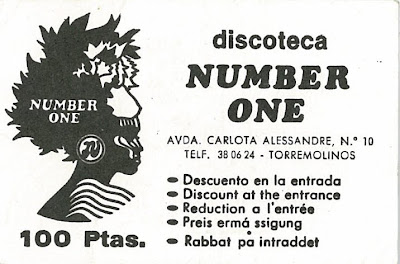 discoteca
NUMBER
ONE
AVDA. CARLOTA ALESSANDRE, N.° 10
TELF. 38 06 24 - TORREMOLINOS
Descuento en la entrada
Discount at the entrance
Reduction a l'entrée
Preis ermá ssigung
Rabbat pa intraddet
NUMBER
ONE
100 Ptas.